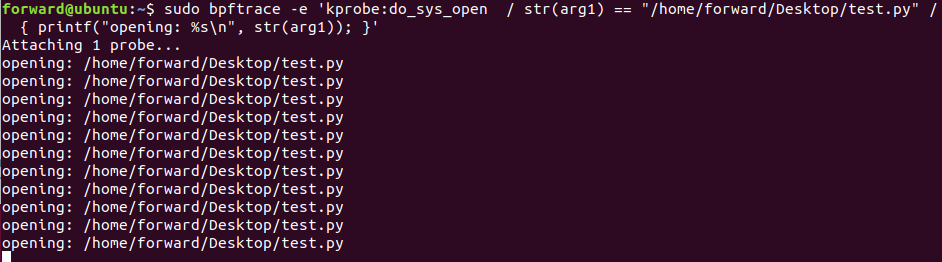 forward@ubuntu:~$ sudo bpftrace -e 'kprobe:do_sys_open  / str(arg1) == "/home/forward/Desktop/test.py" /
  { printf("opening: %s\n", str(arg1)); }'
Attaching 1 probe...
opening: /home/forward/Desktop/test.py
opening: /home/forward/Desktop/test.py
opening: /home/forward/Desktop/test.py
opening: /home/forward/Desktop/test.py
opening: /home/forward/Desktop/test.py
opening: /home/forward/Desktop/test.py
opening: /home/forward/Desktop/test.py
opening: /home/forward/Desktop/test.py
opening: /home/forward/Desktop/test.py
opening: /home/forward/Desktop/test.py
opening: /home/forward/Desktop/test.py